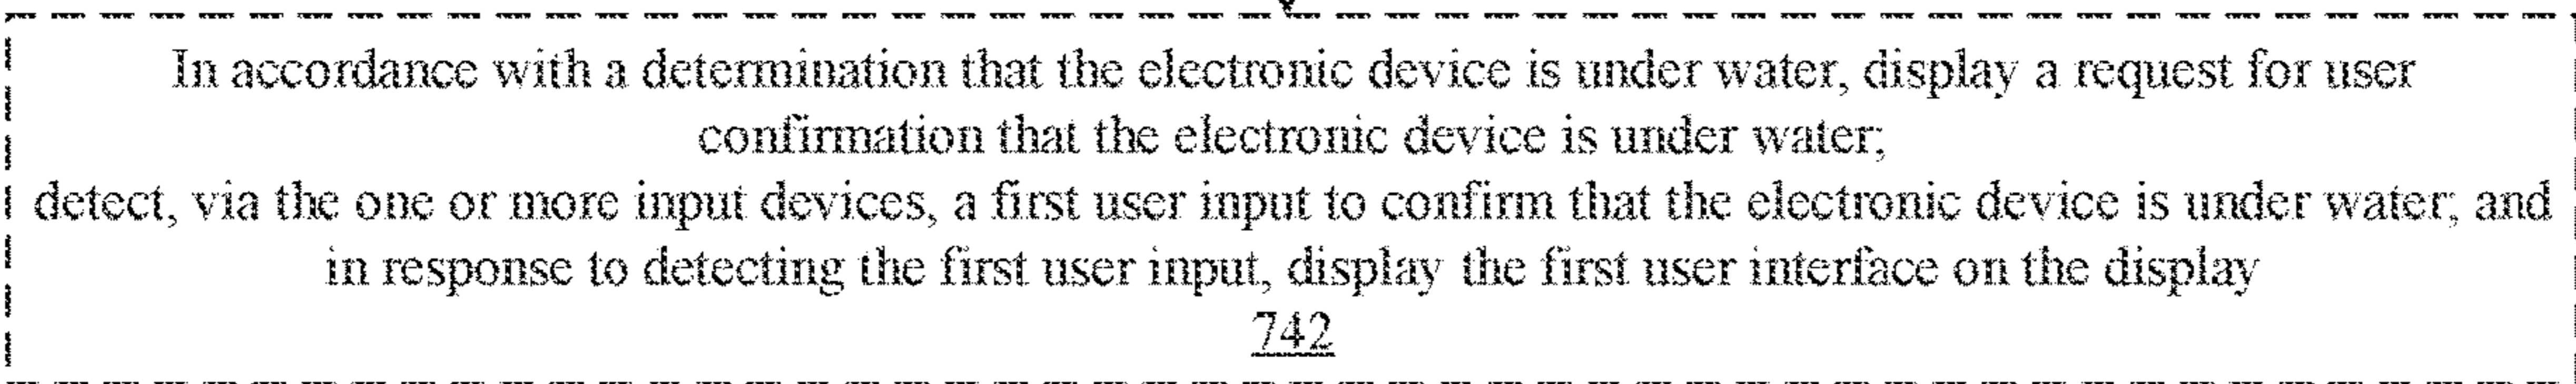 In accordance with a determination that the electronic device is under water, display a request for user
confirmation that the electronic device is under water;
detect, via the one or more input devices, a first user input to confirm that the electronic device is under water; and
in response to detecting the first user input, display the first user interface on the display
742